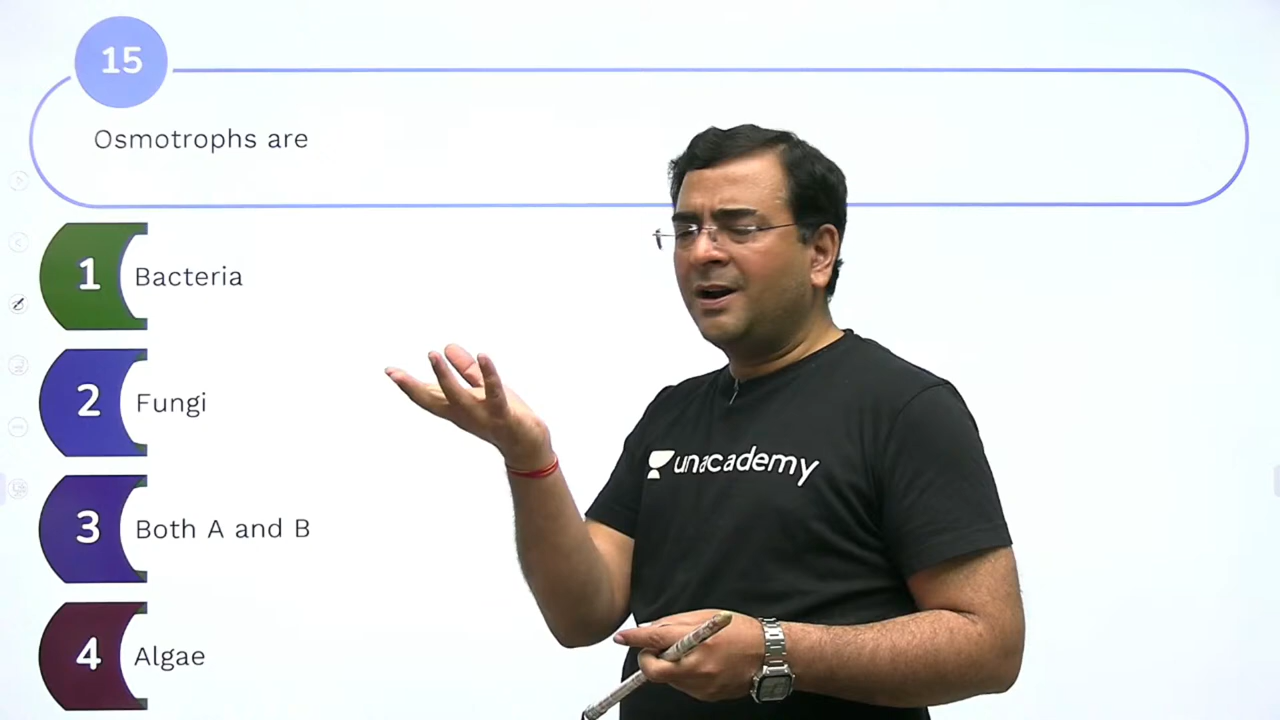 15
Osmotrophs are
1 Bacteria
2 Fungi
3 Both A and B
unacademy
4 Algae